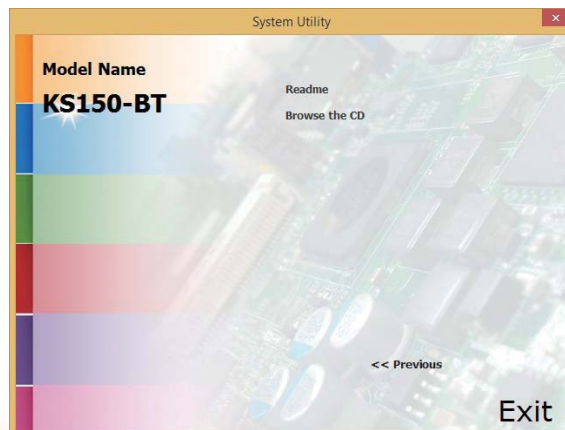 System Utility
Model Name
KS150-BT
Readme
Browse the CD
<< Previous
Exit